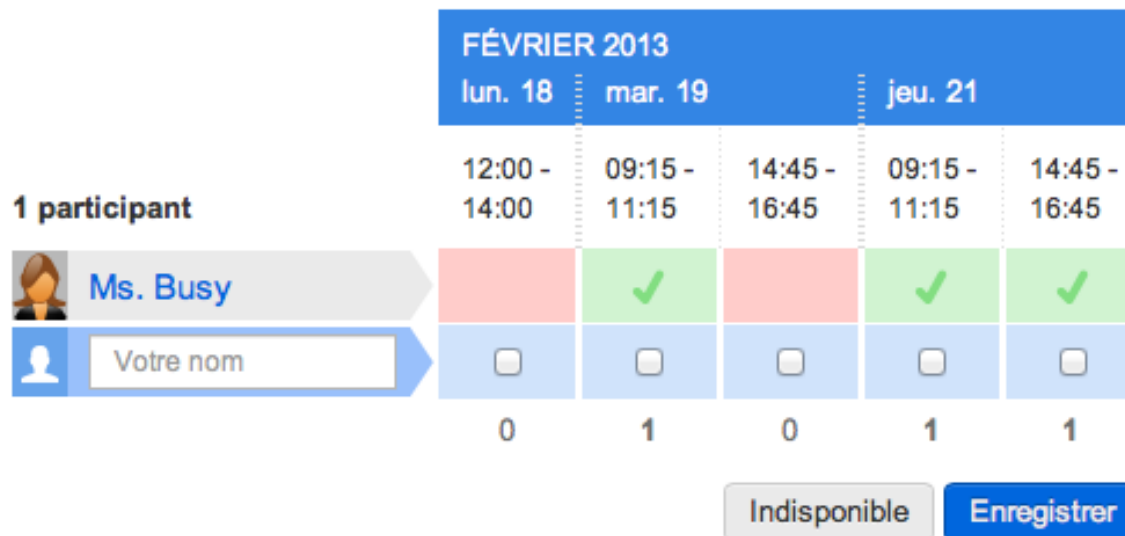 FÉVRIER 2013
lun. 18 mar. 19 jeu. 21
12:00 - 09:15 - 14:45 - 09:15 - 14:45 -
1 participant 14:00 11:15 16:45 11:15 16:45
Ms. Busy
Votre nom
0 1 0 1 1
Indisponible Enregistrer